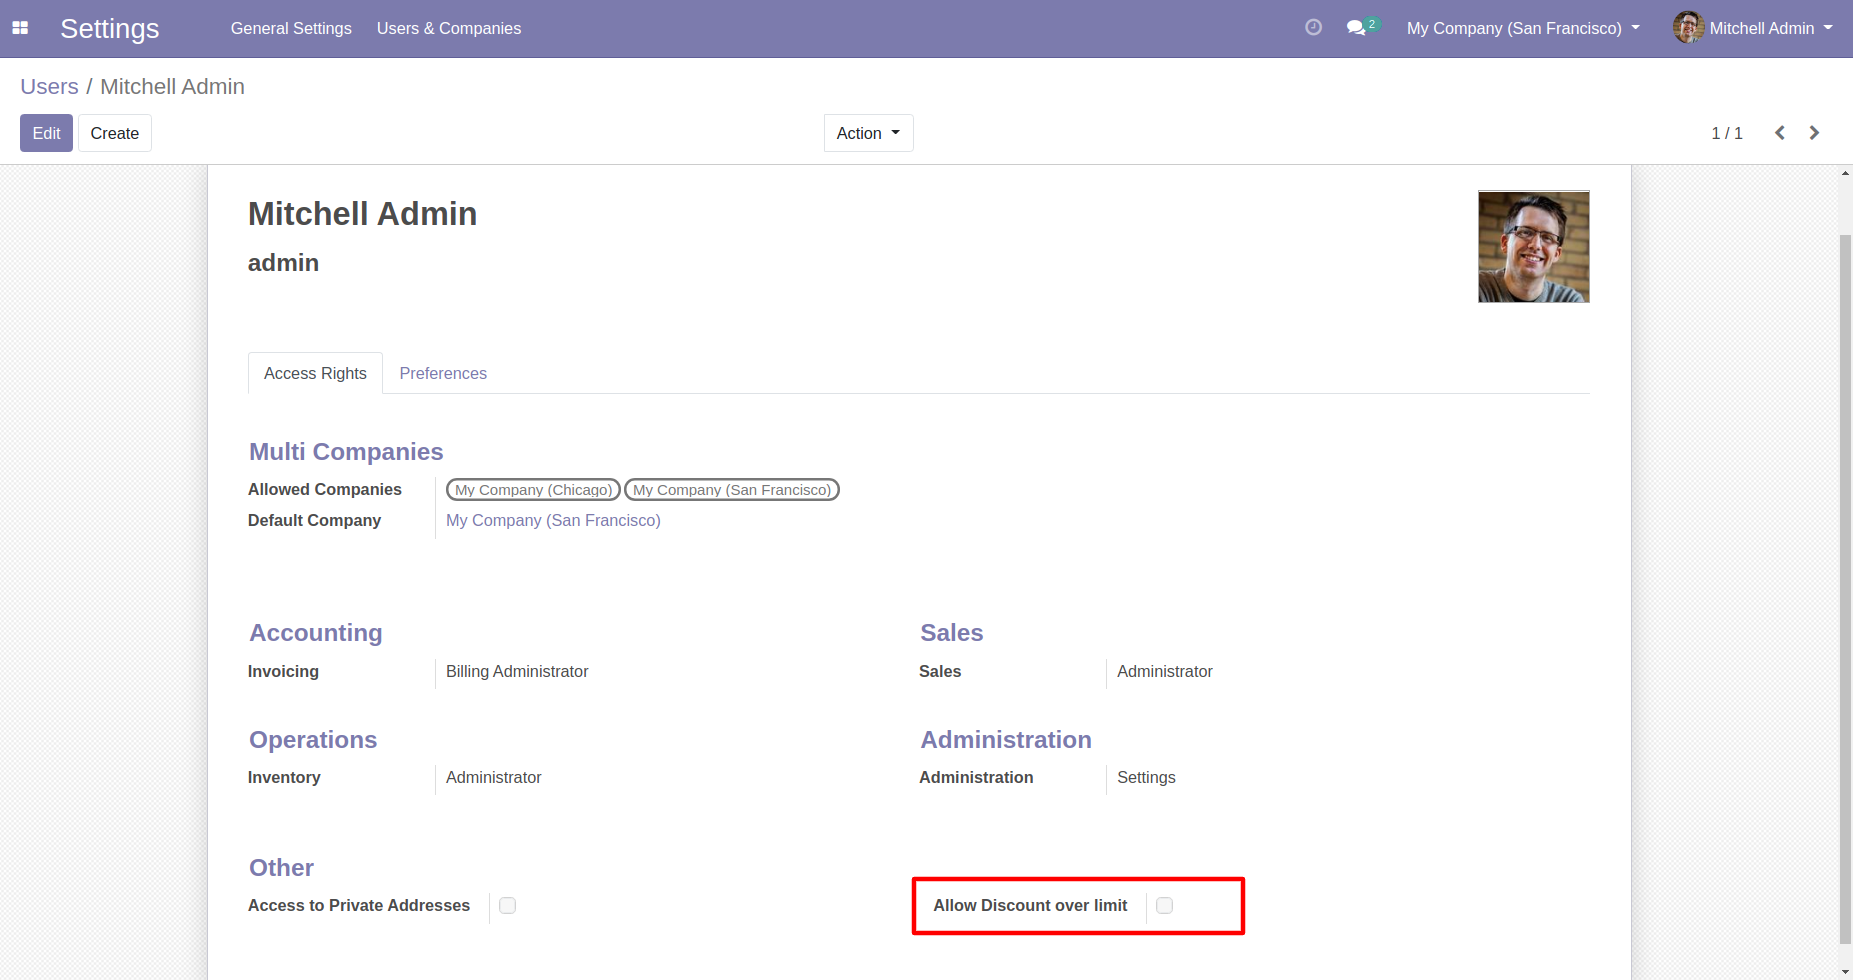 Settings General Settings Users & Companies 2 My Company (San Francisco) Mitchell Admin
Users / Mitchell Admin
Edit Create Action 1 / 1
Mitchell Admin
admin
Access Rights Preferences
Multi Companies
Allowed Companies My Company (Chicago) My Company (San Francisco)
Default Company My Company (San Francisco)
Accounting Sales
Invoicing Billing Administrator Sales Administrator
Operations Administration
Inventory Administrator Administration Settings
Other
Access to Private Addresses Allow Discount over limit